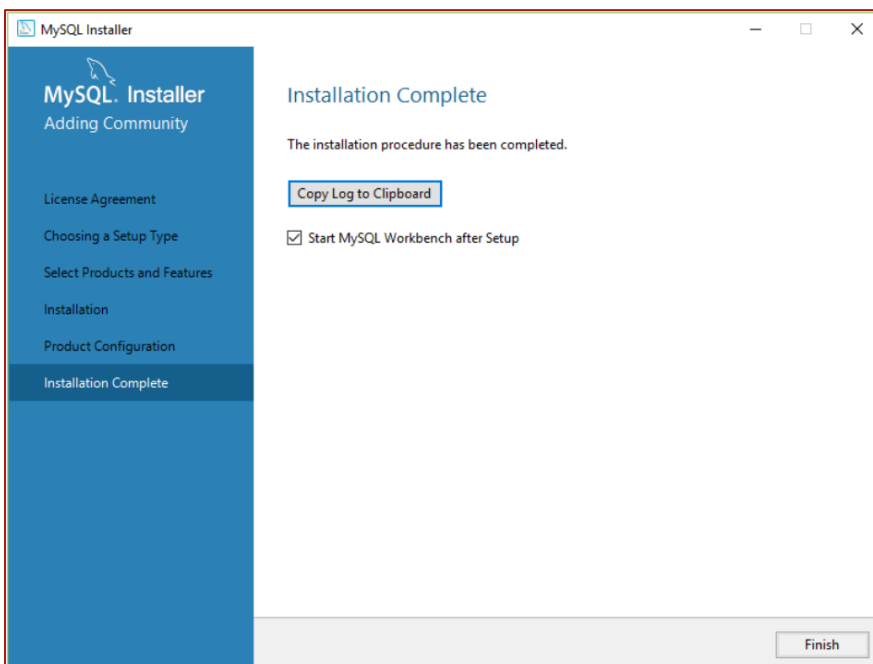 MySQL Installer
MySQL. Installer
Adding Community
License Agreement
Choosing a Setup Type
Select Products and Features
Installation
Product Configuration
Installation Complete
Installation Complete
The installation procedure has been completed.
Copy Log to Clipboard
Start MySQL Workbench after Setup
Finish